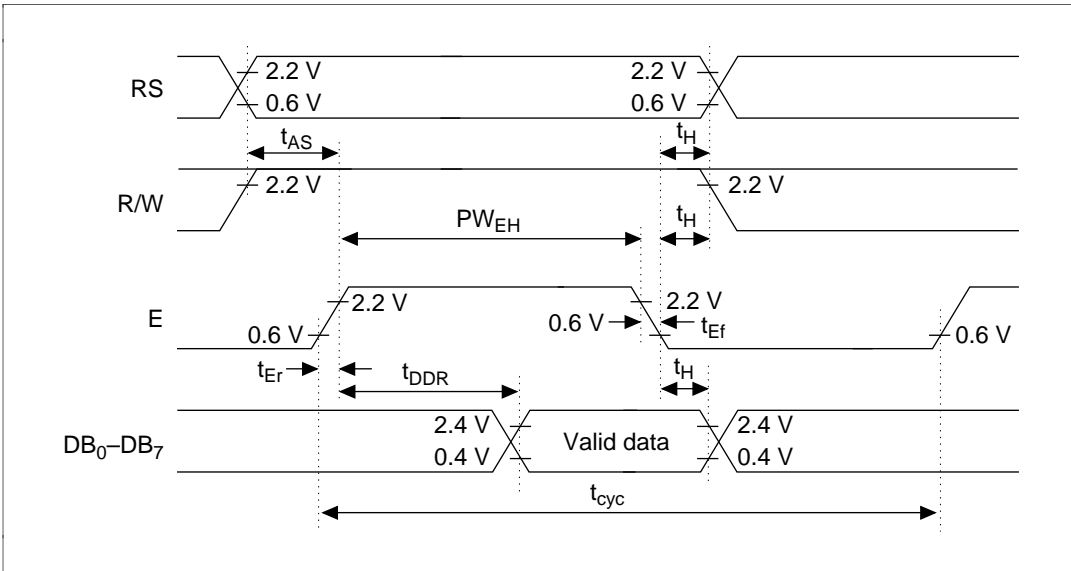 RS
2.2 V
0.6 V
2.2 V
0.6 V
tAS
tH
R/W
2.2 V
2.2 V
PWEH
tH
E
2.2 V
0.6 V
2.2 V
0.6 V
tEf
0.6 V
tEr
tDDR
tH
DB0–DB7
2.4 V
0.4 V
Valid data
2.4 V
0.4 V
tcyc